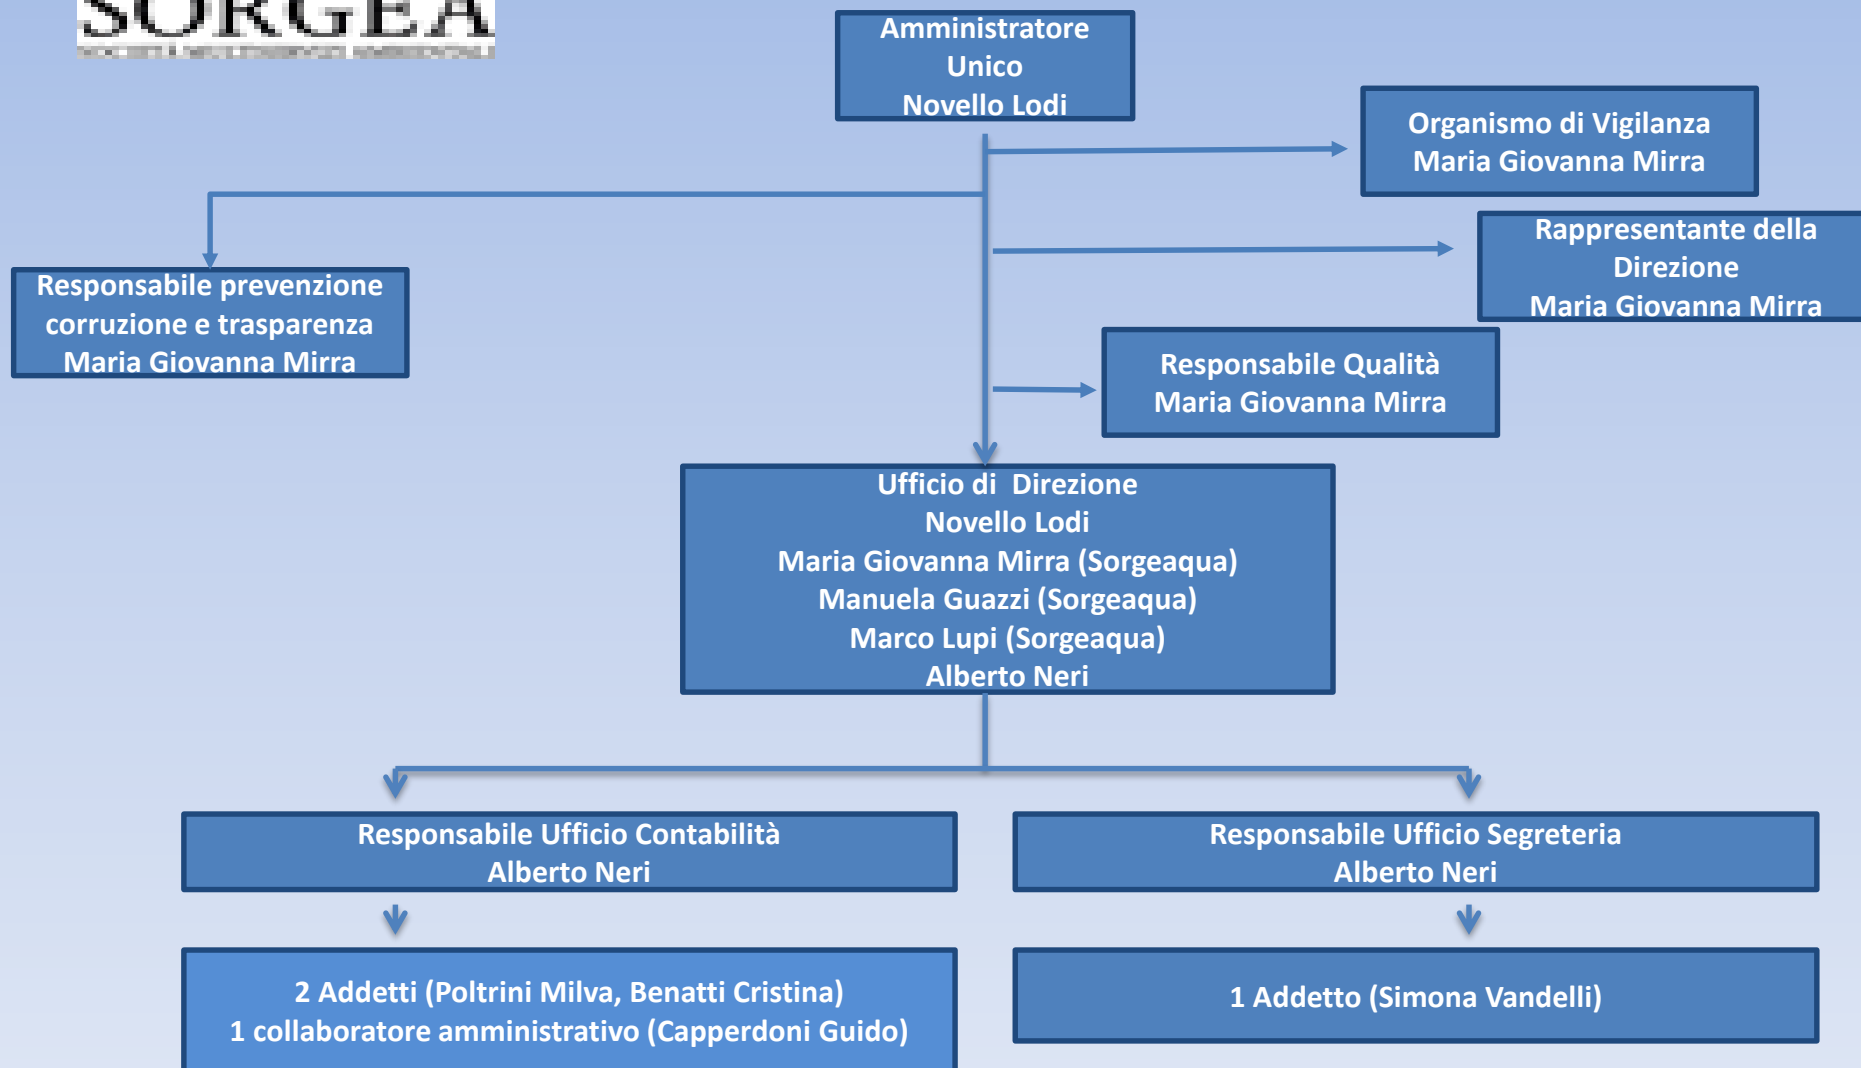 SORGEA
Amministratore
Unico
Novello Lodi
Organismo di Vigilanza
Maria Giovanna Mirra
Rappresentante della
Direzione
Maria Giovanna Mirra
Responsabile prevenzione
corruzione e trasparenza
Maria Giovanna Mirra
Responsabile Qualità
Maria Giovanna Mirra
Ufficio di  Direzione
Novello Lodi
Maria Giovanna Mirra (Sorgeaqua)
Manuela Guazzi (Sorgeaqua)
Marco Lupi (Sorgeaqua)
Alberto Neri
Responsabile Ufficio Contabilità
Alberto Neri
Responsabile Ufficio Segreteria
Alberto Neri
2 Addetti (Poltrini Milva, Benatti Cristina)
1 collaboratore amministrativo (Capperdoni Guido)
1 Addetto (Simona Vandelli)